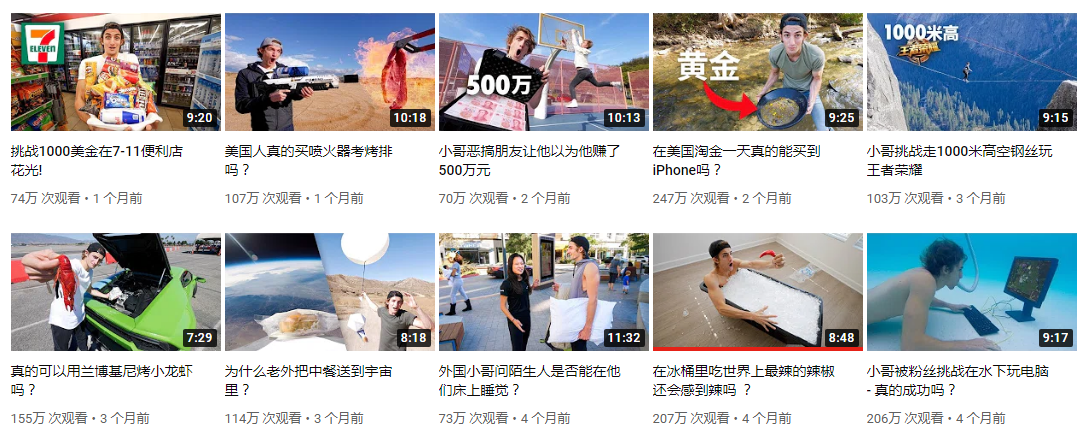 7
ELEVEN
9:20
10:18
500万
10:13
黄金
9:25
1000米高
王者荣耀
9:15
挑战1000美金在7-11便利店
花光!
74万 次观看 • 1 个月前
美国人真的买喷火器考烤排
吗？
107万 次观看 • 1 个月前
小哥恶搞朋友让他以为他赚了
500万元
70万 次观看 • 2 个月前
在美国淘金一天真的能买到
iPhone吗？
247万 次观看 • 2 个月前
小哥挑战走1000米高空钢丝玩
王者荣耀
103万 次观看 • 3 个月前
7:29
8:18
11:32
8:48
9:17
真的可以用兰博基尼烤小龙虾
吗？
155万 次观看 • 3 个月前
为什么老外把中餐送到宇宙
里？
114万 次观看 • 3 个月前
外国小哥问陌生人是否能在他
们床上睡觉？
73万 次观看 • 4 个月前
在冰桶里吃世界上最辣的辣椒
还会感到辣吗 ？
207万 次观看 • 4 个月前
小哥被粉丝挑战在水下玩电脑
- 真的成功吗？
206万 次观看 • 4 个月前